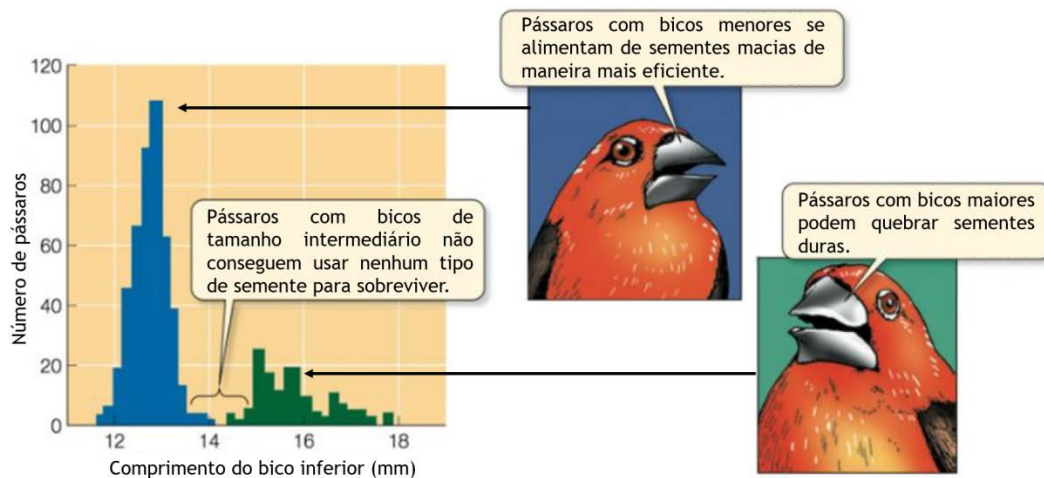 Pássaros com bicos menores se
alimentam de sementes macias de
maneira mais eficiente.
Pássaros com bicos maiores
podem quebrar sementes
duras.
Pássaros com bicos de
tamanho intermediário não
conseguem usar nenhum tipo
de semente para sobreviver.
Número de pássaros
120
100
80
60
40
20
0
12
14
16
18
Comprimento do bico inferior (mm)